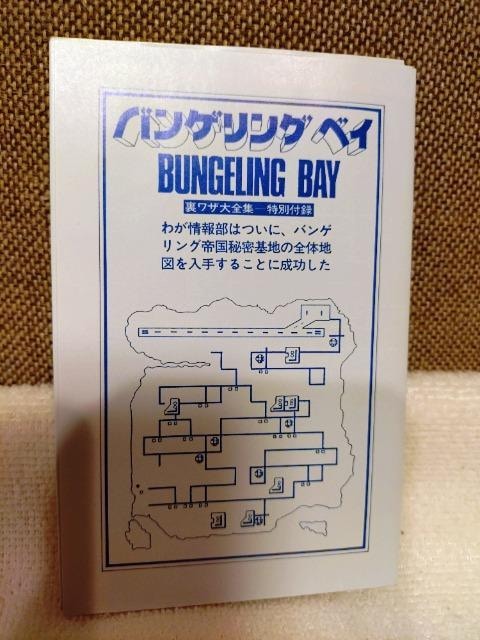 バンゲリング ベイ
BUNGELING BAY
裏ワザ大全集―特別付録
わが情報部はついに、バンゲ
リング帝国秘密基地の全体地
図を入手することに成功した